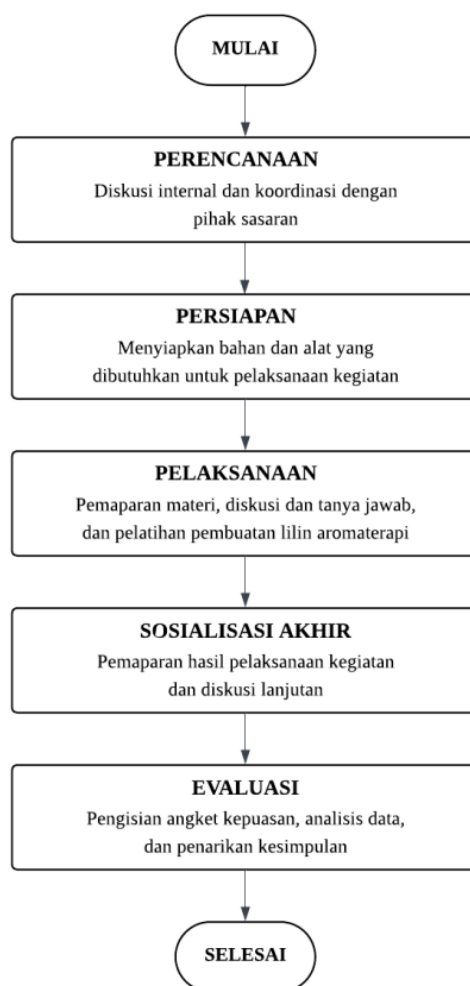 MULAI
PERENCANAAN
Diskusi internal dan koordinasi dengan
pihak sasaran
PERSIAPAN
Menyiapkan bahan dan alat yang
dibutuhkan untuk pelaksanaan kegiatan
PELAKSANAAN
Pemaparan materi, diskusi dan tanya jawab,
dan pelatihan pembuatan lilin aromaterapi
SOSIALISASI AKHIR
Pemaparan hasil pelaksanaan kegiatan
dan diskusi lanjutan
EVALUASI
Pengisian angket kepuasan, analisis data,
dan penarikan kesimpulan
SELESAI